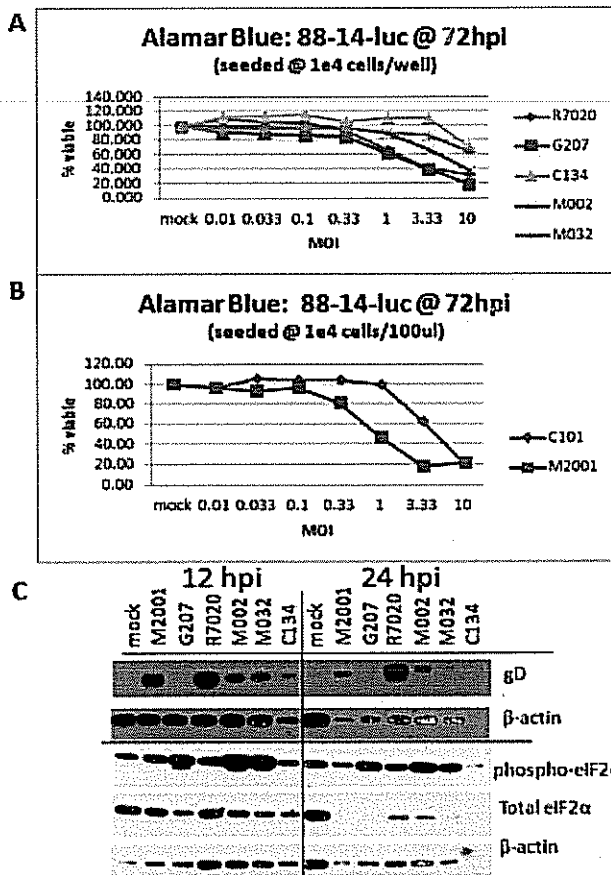 A
Alamar Blue: 88-14-luc @ 72hpi
(seeded @ 1e4 cells/well)
140.000
120.000
100.000
80.000
60.000
40.000
20.000
0.000
% viable
mock 0.01 0.033 0.1 0.33 1 3.33 10
MOI
R7020
G207
C134
M002
M032
B
Alamar Blue: 88-14-luc @ 72hpi
(seeded @ 1e4 cells/100ul)
120.00
100.00
80.00
60.00
40.00
20.00
0.00
% viable
mock 0.01 0.033 0.1 0.33 1 3.33 10
MOI
C101
M2001
C
12 hpi 24 hpi
mock M2001 G207 R7020 M002 M032 C134 mock M2001 G207 R7020 M002 M032 C134
gD
β-actin
phospho-eIF2α
Total eIF2α
β-actin